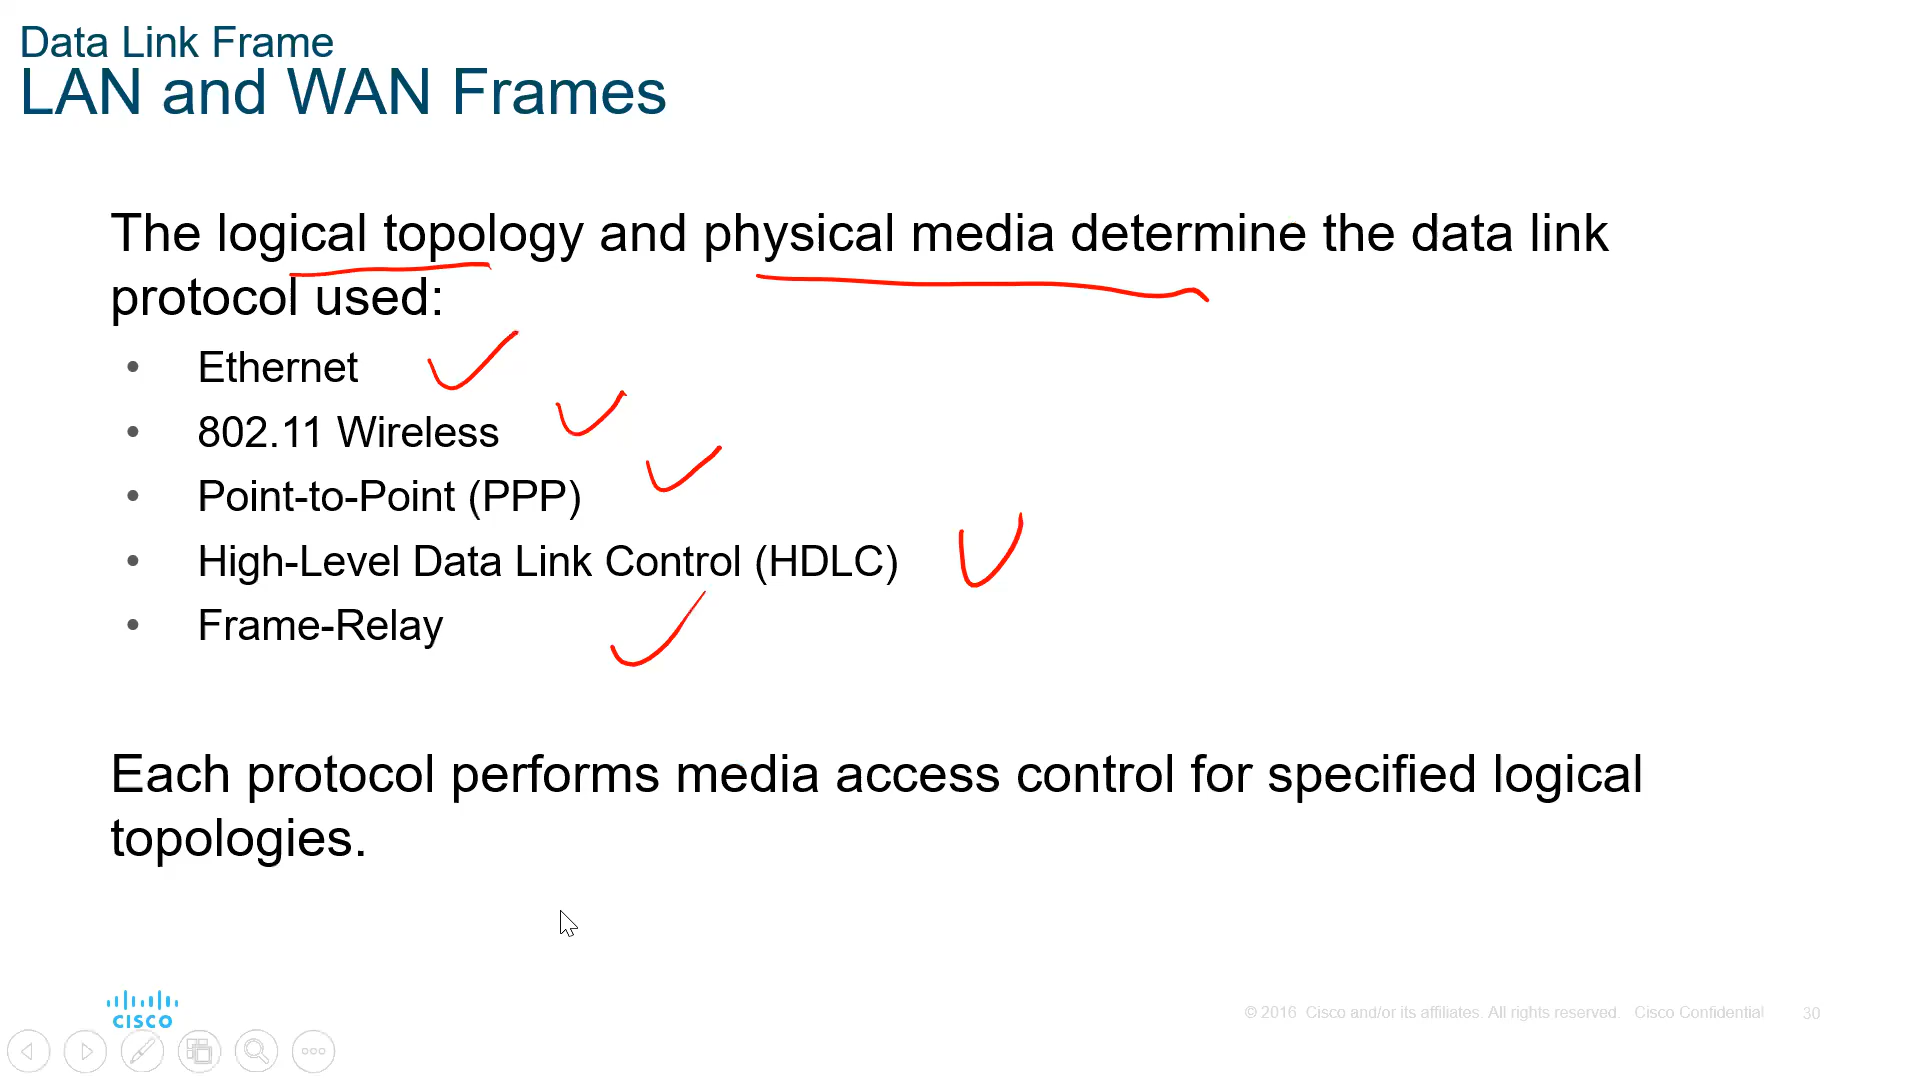 Data Link Frame
LAN and WAN Frames
The logical topology and physical media determine the data link
protocol used:
• Ethernet
• 802.11 Wireless
• Point-to-Point (PPP)
• High-Level Data Link Control (HDLC)
• Frame-Relay
Each protocol performs media access control for specified logical
topologies.
CISCO
© 2016 Cisco and/or its affiliates. All rights reserved. Cisco Confidential 30